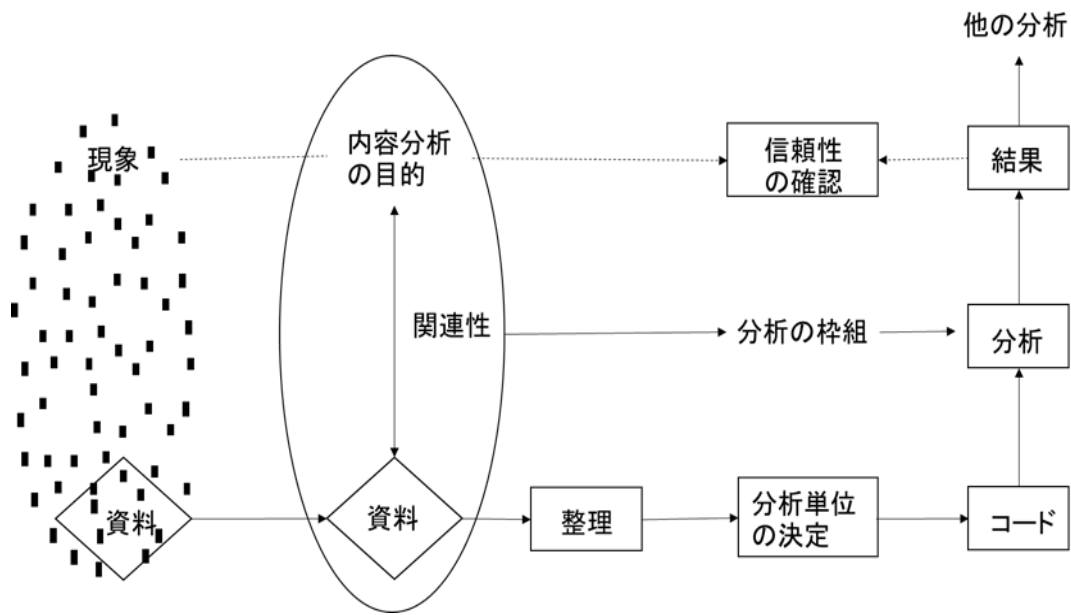 他の分析
現象
内容分析
の目的
信頼性
の確認
結果
関連性
分析の枠組
分析
資料
資料
整理
分析単位
の決定
コード